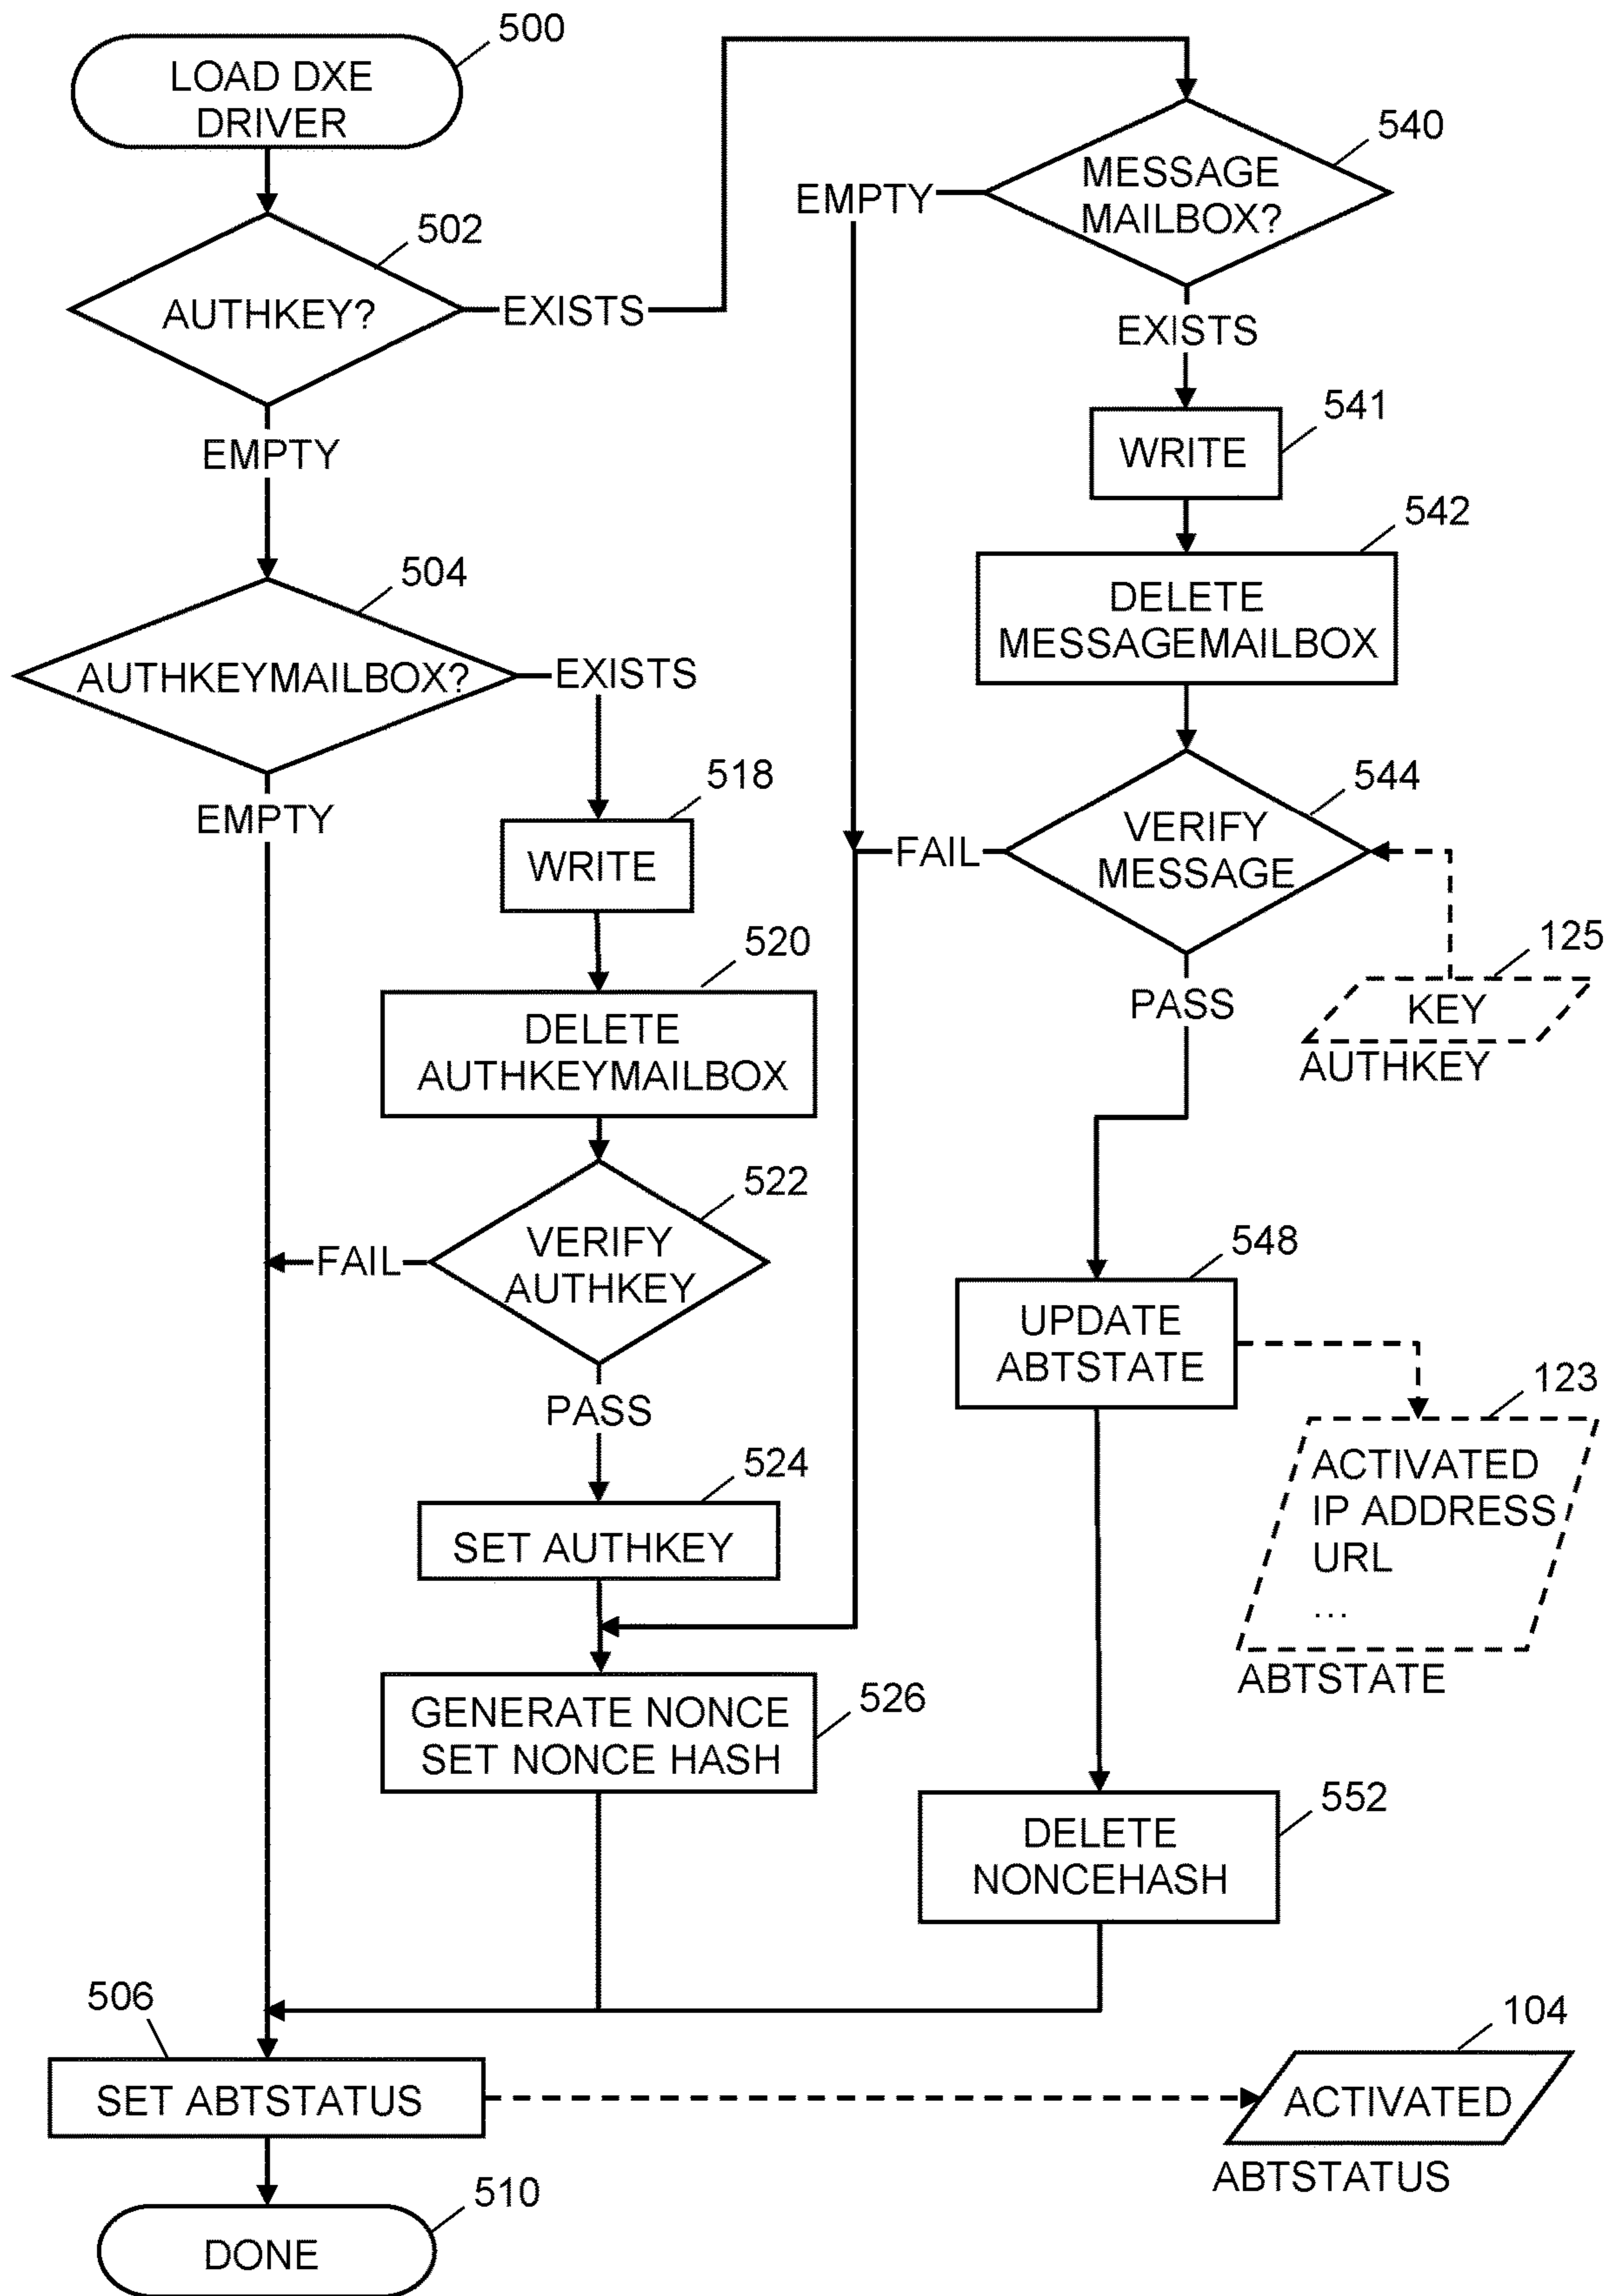 500
LOAD DXE
DRIVER
502
AUTHKEY?
EXISTS
EMPTY
504
AUTHKEYMAILBOX?
EXISTS
EMPTY
518
WRITE
520
DELETE
AUTHKEYMAILBOX
522
VERIFY
AUTHKEY
FAIL
PASS
524
SET AUTHKEY
526
GENERATE NONCE
SET NONCE HASH
540
MESSAGE
MAILBOX?
EMPTY
EXISTS
541
WRITE
542
DELETE
MESSAGEMAILBOX
544
VERIFY
MESSAGE
FAIL
PASS
125
KEY
AUTHKEY
548
UPDATE
ABTSTATE
123
ACTIVATED
IP ADDRESS
URL
...
ABTSTATE
552
DELETE
NONCEHASH
506
SET ABTSTATUS
104
ACTIVATED
ABTSTATUS
510
DONE